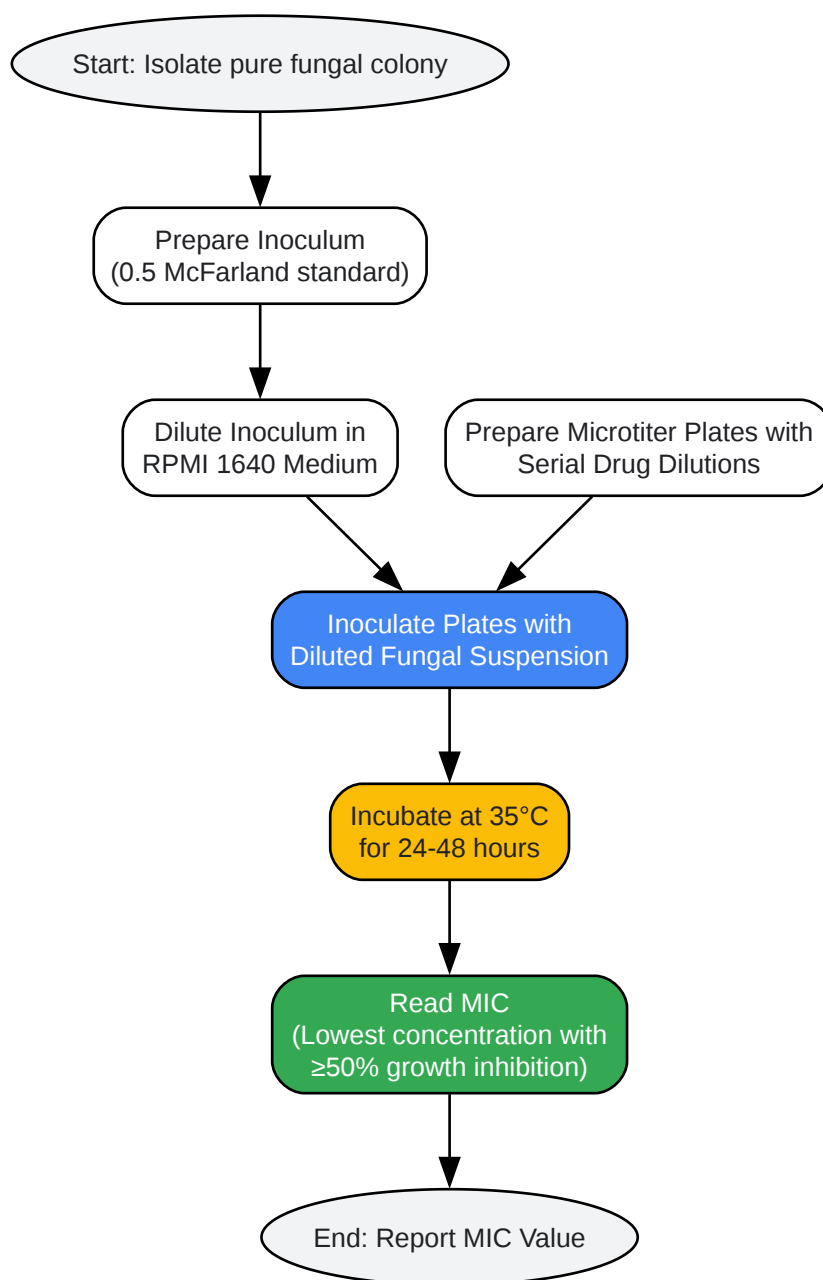 Start: Isolate pure fungal colony
Prepare Inoculum
(0.5 McFarland standard)
Dilute Inoculum in
RPMI 1640 Medium
Prepare Microtiter Plates with
Serial Drug Dilutions
Inoculate Plates with
Diluted Fungal Suspension
Incubate at 35°C
for 24-48 hours
Read MIC
(Lowest concentration with
≥50% growth inhibition)
End: Report MIC Value